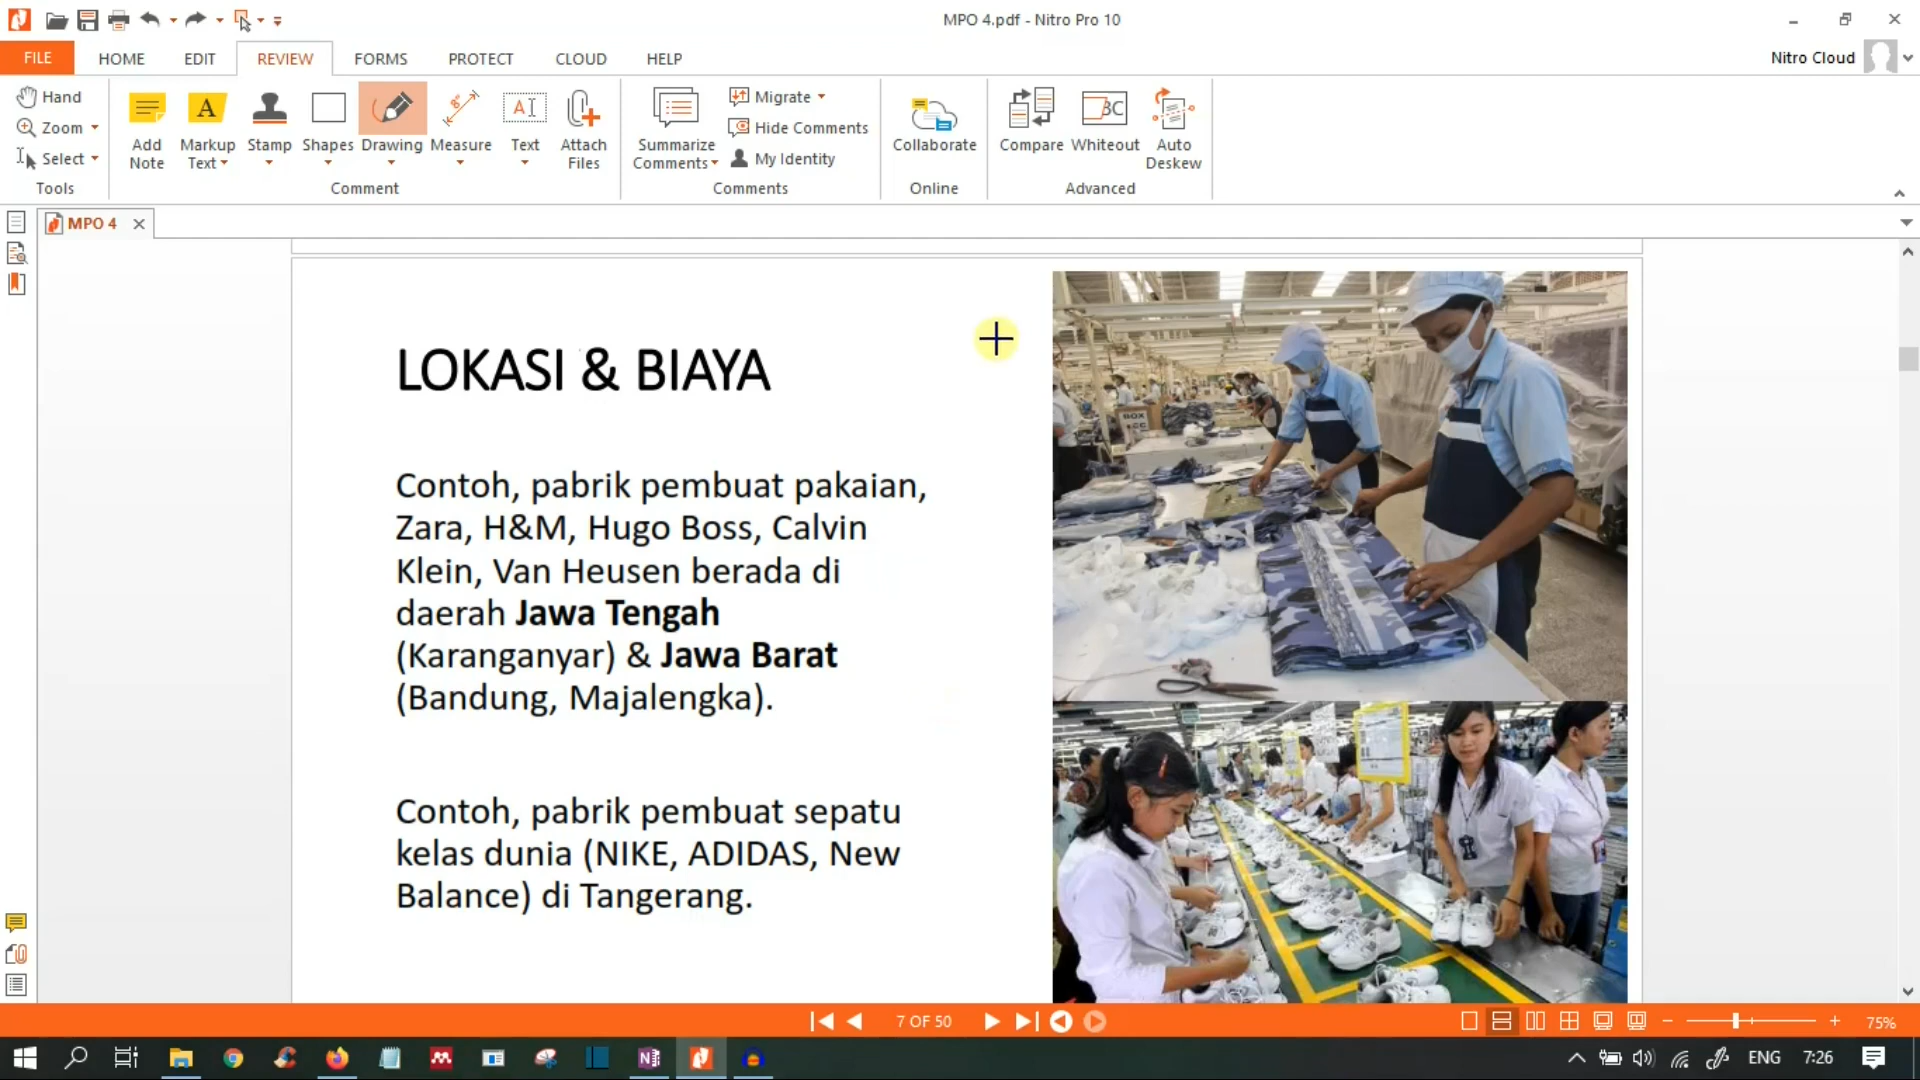 MPO 4.pdf - Nitro Pro 10
FILE
HOME
EDIT
REVIEW
FORMS
PROTECT
CLOUD
HELP
Nitro Cloud
Hand
Zoom
Select
Tools
Add Note
Markup Text
Stamp
Shapes
Drawing
Measure
Text
Attach Files
Comment
Summarize Comments
Migrate
Hide Comments
My Identity
Comments
Collaborate
Online
Compare
Whiteout
Auto Deskew
Advanced
MPO 4
LOKASI & BIAYA
Contoh, pabrik pembuat pakaian,
Zara, H&M, Hugo Boss, Calvin
Klein, Van Heusen berada di
daerah Jawa Tengah
(Karanganyar) & Jawa Barat
(Bandung, Majalengka).
Contoh, pabrik pembuat sepatu
kelas dunia (NIKE, ADIDAS, New
Balance) di Tangerang.
BOX
7 OF 50
75%
ENG
7:26